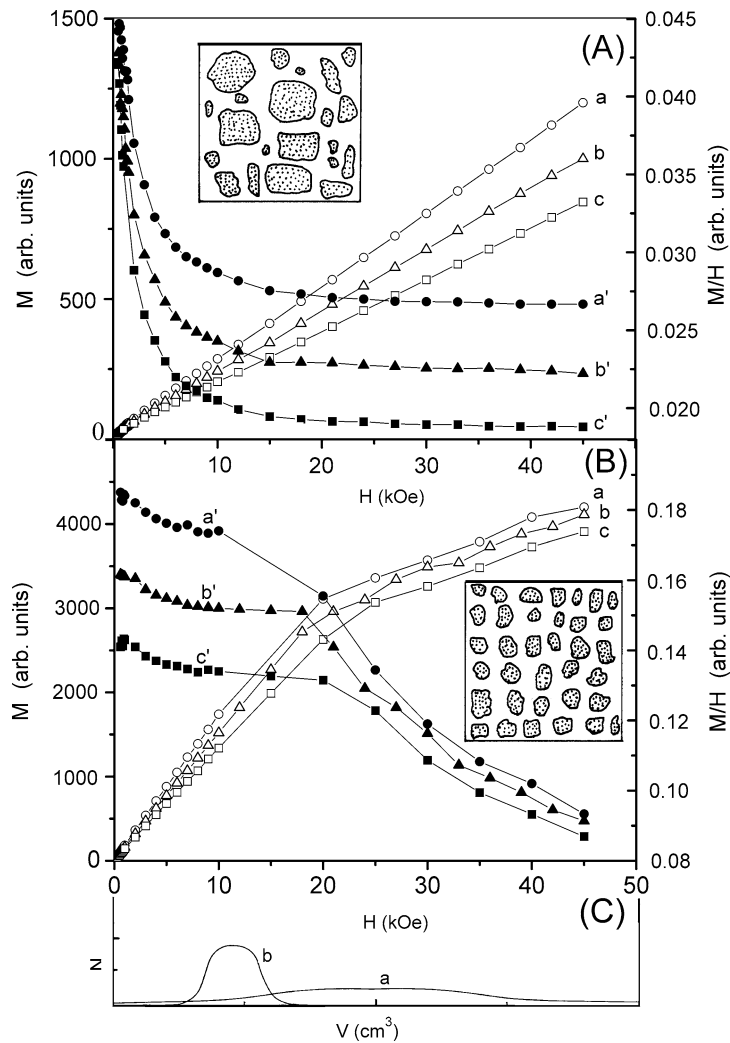 (A)
1500
1000
500
0
M (arb. units)
0.045
0.040
0.035
0.030
0.025
0.020
M/H (arb. units)
a
b
c
a'
b'
c'
10
20
30
40
H (kOe)
(B)
4000
3000
2000
1000
0
M (arb. units)
0.18
0.16
0.14
0.12
0.10
0.08
M/H (arb. units)
a
b
c
a'
b'
c'
0
10
20
30
40
50
H (kOe)
(C)
N
b
a
V (cm³)